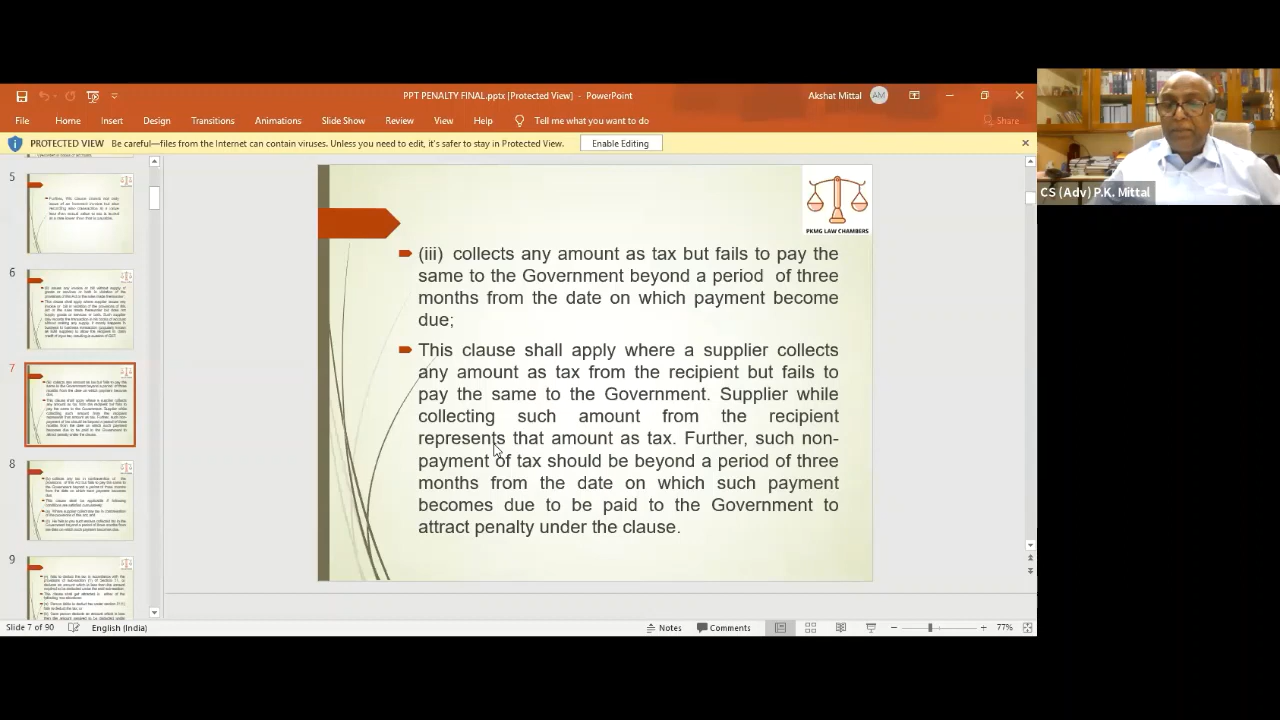 PPT PENALTY FINAL.pptx [Protected View] - PowerPoint
Akshat Mittal
AM
File Home Insert Design Transitions Animations Slide Show Review View Help Tell me what you want to do
Share
PROTECTED VIEW Be careful—files from the Internet can contain viruses. Unless you need to edit, it's safer to stay in Protected View.
Enable Editing
CS (Adv) P.K. Mittal
5
6
7
8
9
PKMG LAW CHAMBERS
(iii) collects any amount as tax but fails to pay the
same to the Government beyond a period of three
months from the date on which payment become
due;
This clause shall apply where a supplier collects
any amount as tax from the recipient but fails to
pay the same to the Government. Supplier while
collecting such amount from the recipient
represents that amount as tax. Further, such non-
payment of tax should be beyond a period of three
months from the date on which such payment
becomes due to be paid to the Government to
attract penalty under the clause.
Slide 7 of 90
English (India)
Notes
Comments
77%